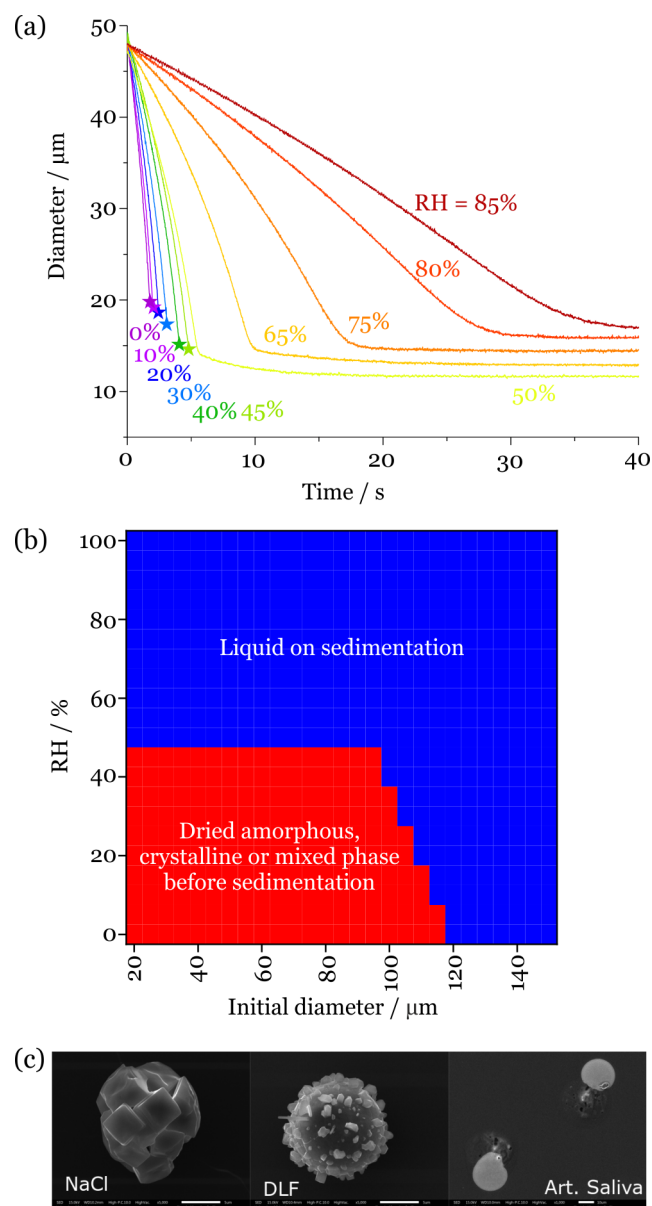 (a)
50
40
30
20
10
Diameter / μm
RH = 85%
80%
75%
65%
50%
0%
10%
20%
30%
40% 45%
0 10 20 30 40
Time / s
(b)
100
80
60
40
20
0
RH / %
Liquid on sedimentation
Dried amorphous,
crystalline or mixed phase
before sedimentation
20 40 60 80 100 120 140
Initial diameter / μm
(c)
NaCl DLF Art. Saliva